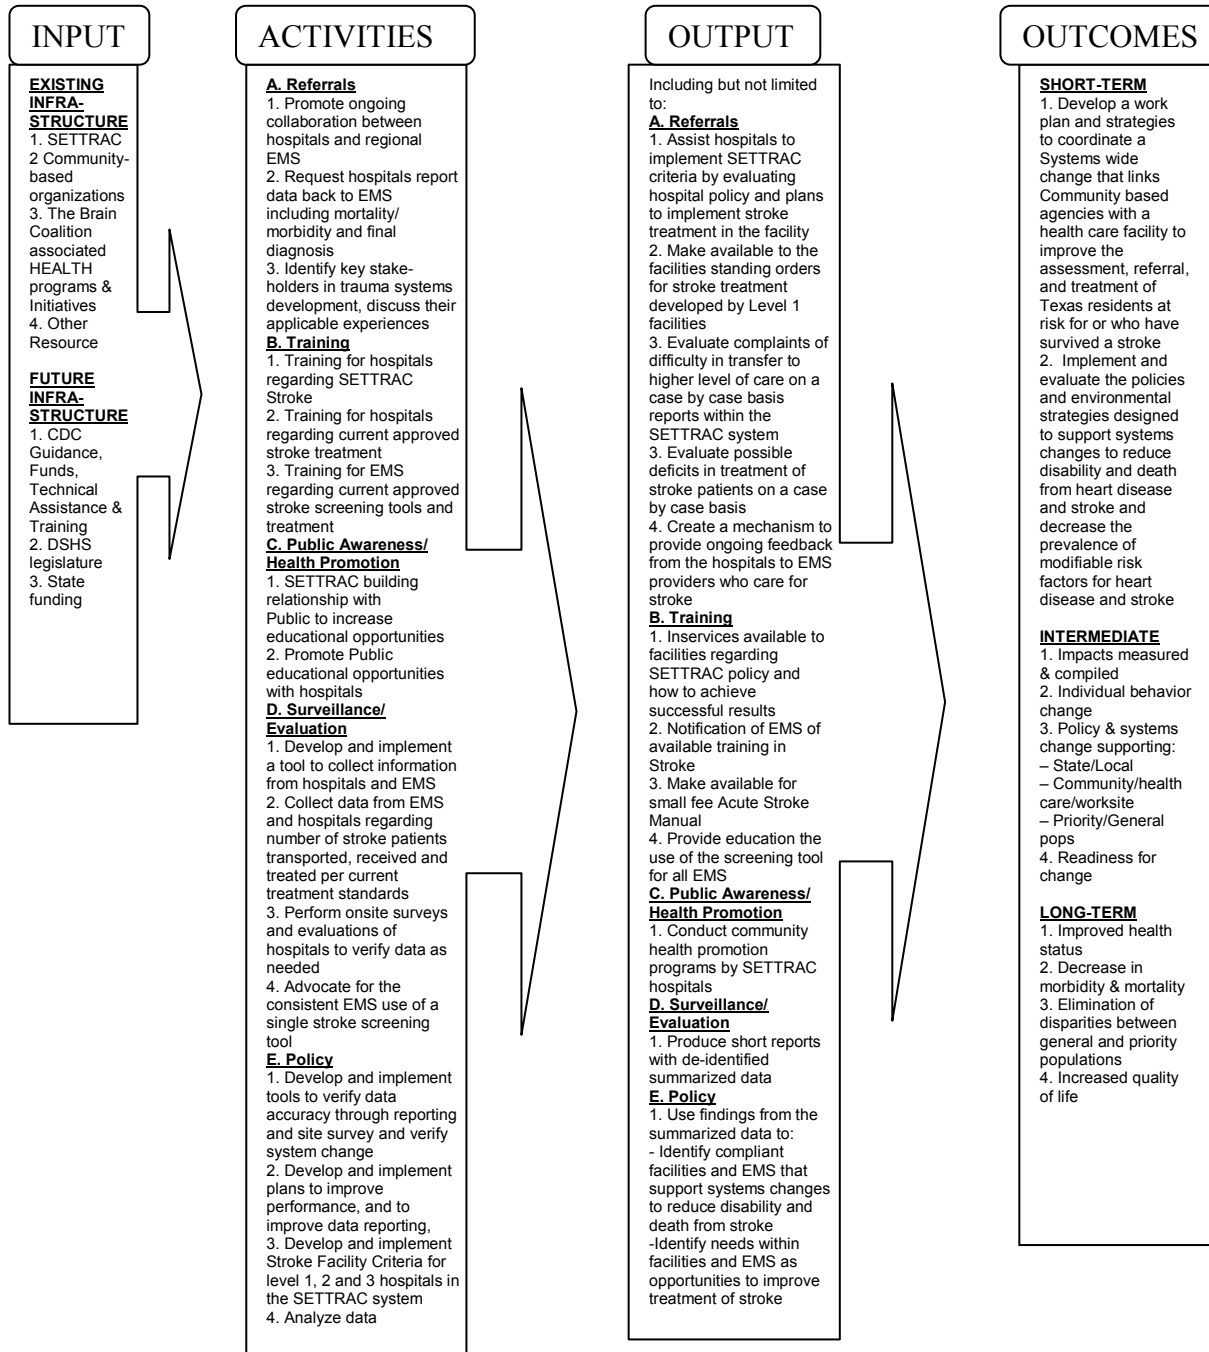 INPUT
EXISTING
INFRA-
STRUCTURE
1. SETTRAC
2 Community-
based
organizations
3. The Brain
Coalition
associated
HEALTH
programs &
Initiatives
4. Other
Resource
FUTURE
INFRA-
STRUCTURE
1. CDC
Guidance,
Funds,
Technical
Assistance &
Training
2. DSHS
legislature
3. State
funding
ACTIVITIES
A. Referrals
1. Promote ongoing
collaboration between
hospitals and regional
EMS
2. Request hospitals report
data back to EMS
including mortality/
morbidity and final
diagnosis
3. Identify key stake-
holders in trauma systems
development, discuss their
applicable experiences
B. Training
1. Training for hospitals
regarding SETTRAC
Stroke
2. Training for hospitals
regarding current approved
stroke treatment
3. Training for EMS
regarding current approved
stroke screening tools and
treatment
C. Public Awareness/
Health Promotion
1. SETTRAC building
relationship with
Public to increase
educational opportunities
2. Promote Public
educational opportunities
with hospitals
D. Surveillance/
Evaluation
1. Develop and implement
a tool to collect information
from hospitals and EMS
2. Collect data from EMS
and hospitals regarding
number of stroke patients
transported, received and
treated per current
treatment standards
3. Perform onsite surveys
and evaluations of
hospitals to verify data as
needed
4. Advocate for the
consistent EMS use of a
single stroke screening
tool
E. Policy
1. Develop and implement
tools to verify data
accuracy through reporting
and site survey and verify
system change
2. Develop and implement
plans to improve
performance, and to
improve data reporting,
3. Develop and implement
Stroke Facility Criteria for
level 1, 2 and 3 hospitals in
the SETTRAC system
4. Analyze data
OUTPUT
Including but not limited
to:
A. Referrals
1. Assist hospitals to
implement SETTRAC
criteria by evaluating
hospital policy and plans
to implement stroke
treatment in the facility
2. Make available to the
facilities standing orders
for stroke treatment
developed by Level 1
facilities
3. Evaluate complaints of
difficulty in transfer to
higher level of care on a
case by case basis
reports within the
SETTRAC system
3. Evaluate possible
deficits in treatment of
stroke patients on a case
by case basis
4. Create a mechanism to
provide ongoing feedback
from the hospitals to EMS
providers who care for
stroke
B. Training
1. Inservices available to
facilities regarding
SETTRAC policy and
how to achieve
successful results
2. Notification of EMS of
available training in
Stroke
3. Make available for
small fee Acute Stroke
Manual
4. Provide education the
use of the screening tool
for all EMS
C. Public Awareness/
Health Promotion
1. Conduct community
health promotion
programs by SETTRAC
hospitals
D. Surveillance/
Evaluation
1. Produce short reports
with de-identified
summarized data
E. Policy
1. Use findings from the
summarized data to:
- Identify compliant
facilities and EMS that
support systems changes
to reduce disability and
death from stroke
-Identify needs within
facilities and EMS as
opportunities to improve
treatment of stroke
OUTCOMES
SHORT-TERM
1. Develop a work
plan and strategies
to coordinate a
Systems wide
change that links
Community based
agencies with a
health care facility to
improve the
assessment, referral,
and treatment of
Texas residents at
risk for or who have
survived a stroke
2. Implement and
evaluate the policies
and environmental
strategies designed
to support systems
changes to reduce
disability and death
from heart disease
and stroke and
decrease the
prevalence of
modifiable risk
factors for heart
disease and stroke
INTERMEDIATE
1. Impacts measured
& compiled
2. Individual behavior
change
3. Policy & systems
change supporting:
– State/Local
– Community/health
care/worksite
– Priority/General
pops
4. Readiness for
change
LONG-TERM
1. Improved health
status
2. Decrease in
morbidity & mortality
3. Elimination of
disparities between
general and priority
populations
4. Increased quality
of life